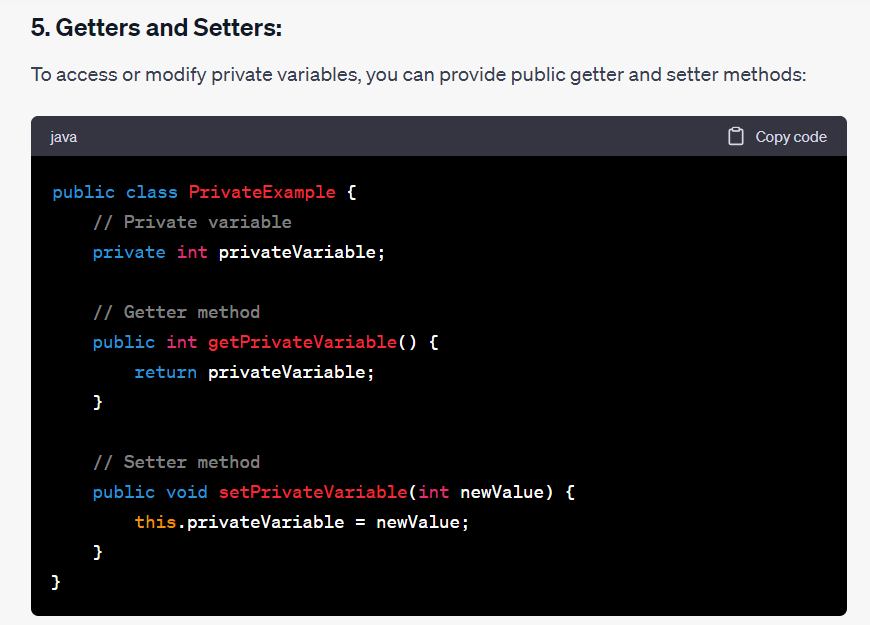 5. Getters and Setters:
To access or modify private variables, you can provide public getter and setter methods:
java
Copy code
public class PrivateExample {
    // Private variable
    private int privateVariable;
    // Getter method
    public int getPrivateVariable() {
        return privateVariable;
    }
    // Setter method
    public void setPrivateVariable(int newValue) {
        this.privateVariable = newValue;
    }
}